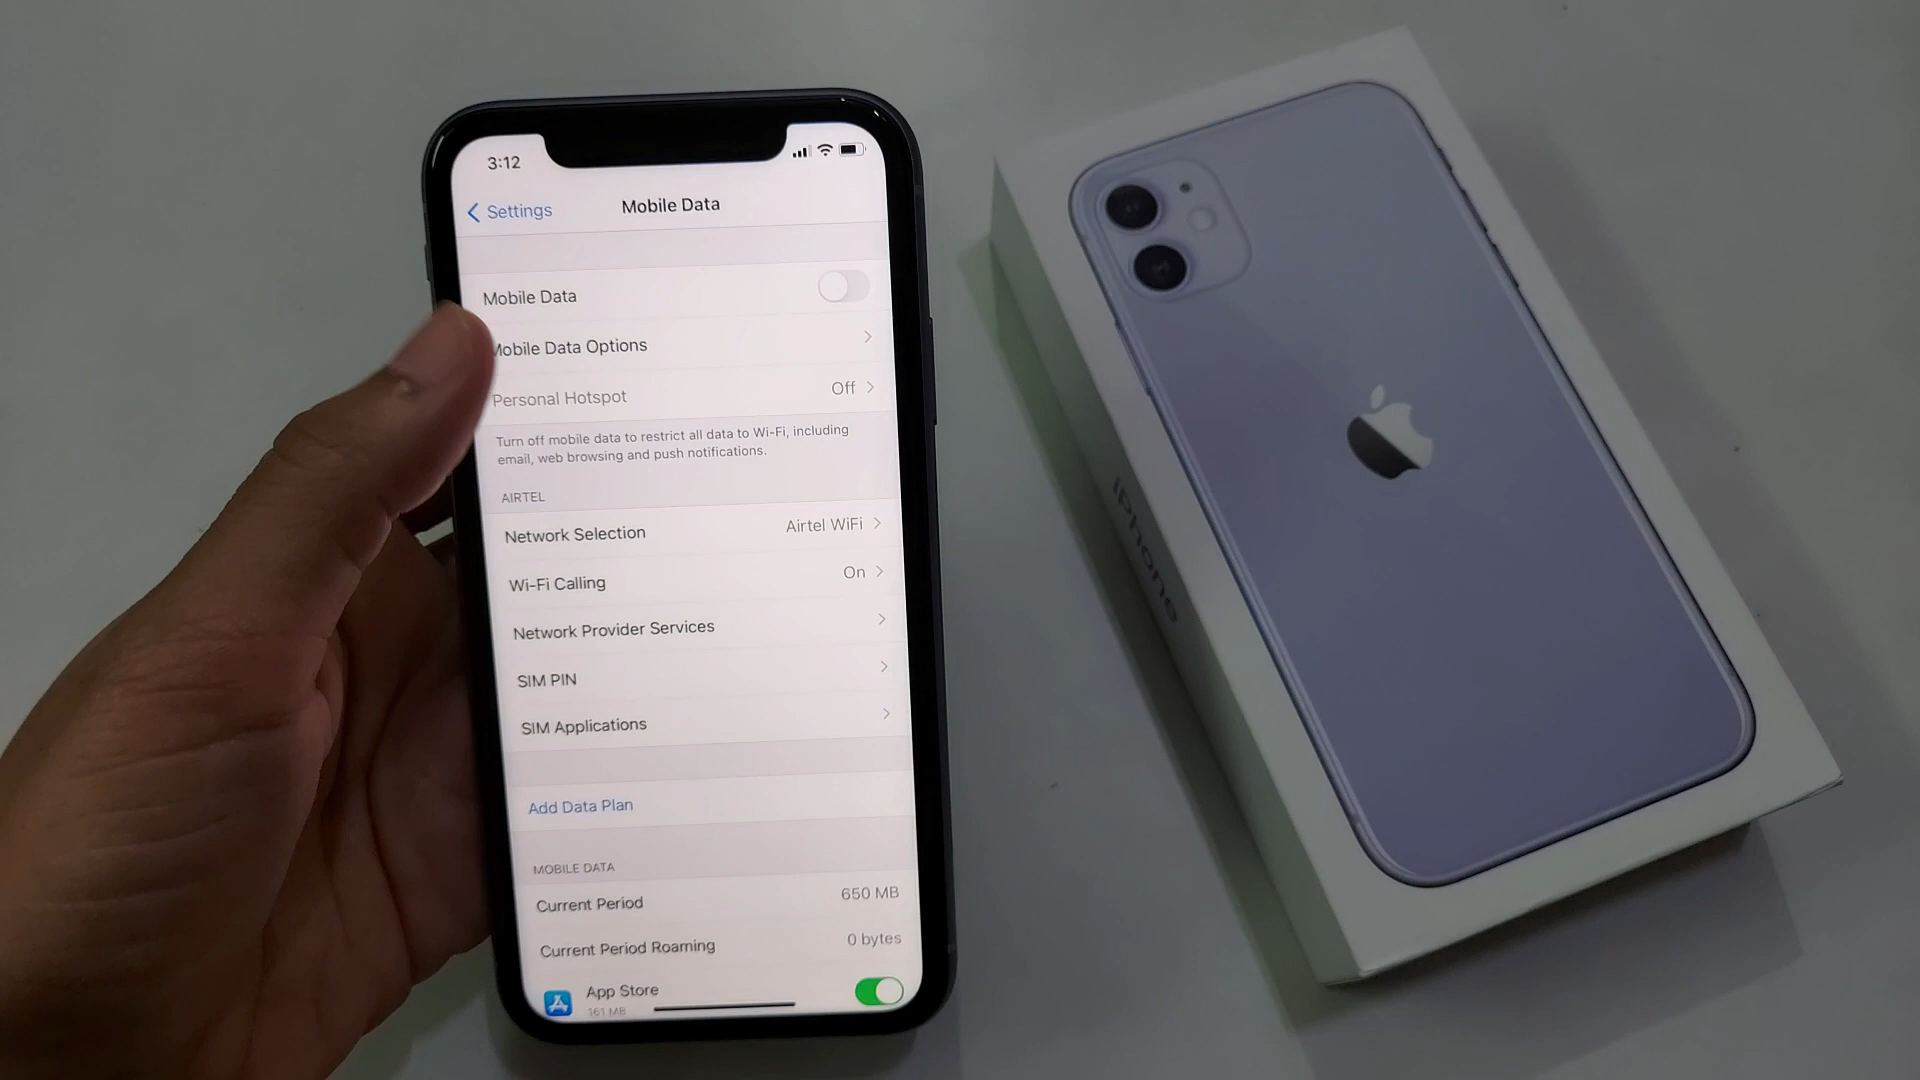 3:12
Settings
Mobile Data
Mobile Data
Mobile Data Options
Personal Hotspot Off
Turn off mobile data to restrict all data to Wi-Fi, including
email, web browsing and push notifications.
AIRTEL
Network Selection Airtel WiFi
Wi-Fi Calling On
Network Provider Services
SIM PIN
SIM Applications
Add Data Plan
MOBILE DATA
Current Period 650 MB
Current Period Roaming 0 bytes
App Store
161 MB
iPhone